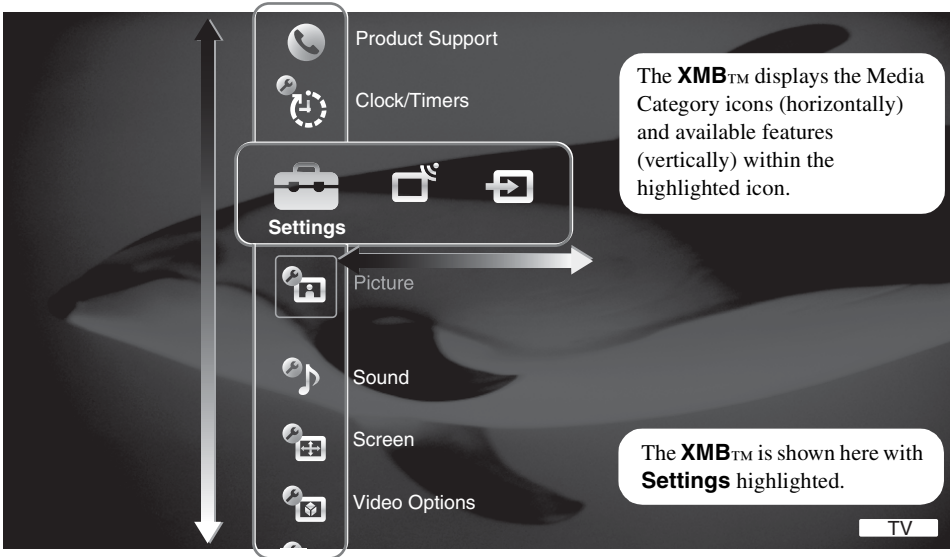 Product Support
Clock/Timers
The XMB™ displays the Media
Category icons (horizontally)
and available features
(vertically) within the
highlighted icon.
Settings
Picture
Sound
Screen
Video Options
The XMB™ is shown here with
Settings highlighted.
TV